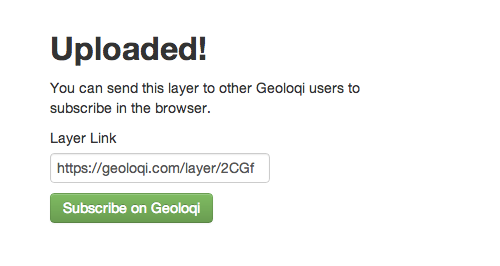 Uploaded!
You can send this layer to other Geoloqi users to
subscribe in the browser.
Layer Link
https://geoloqi.com/layer/2CGf
Subscribe on Geoloqi